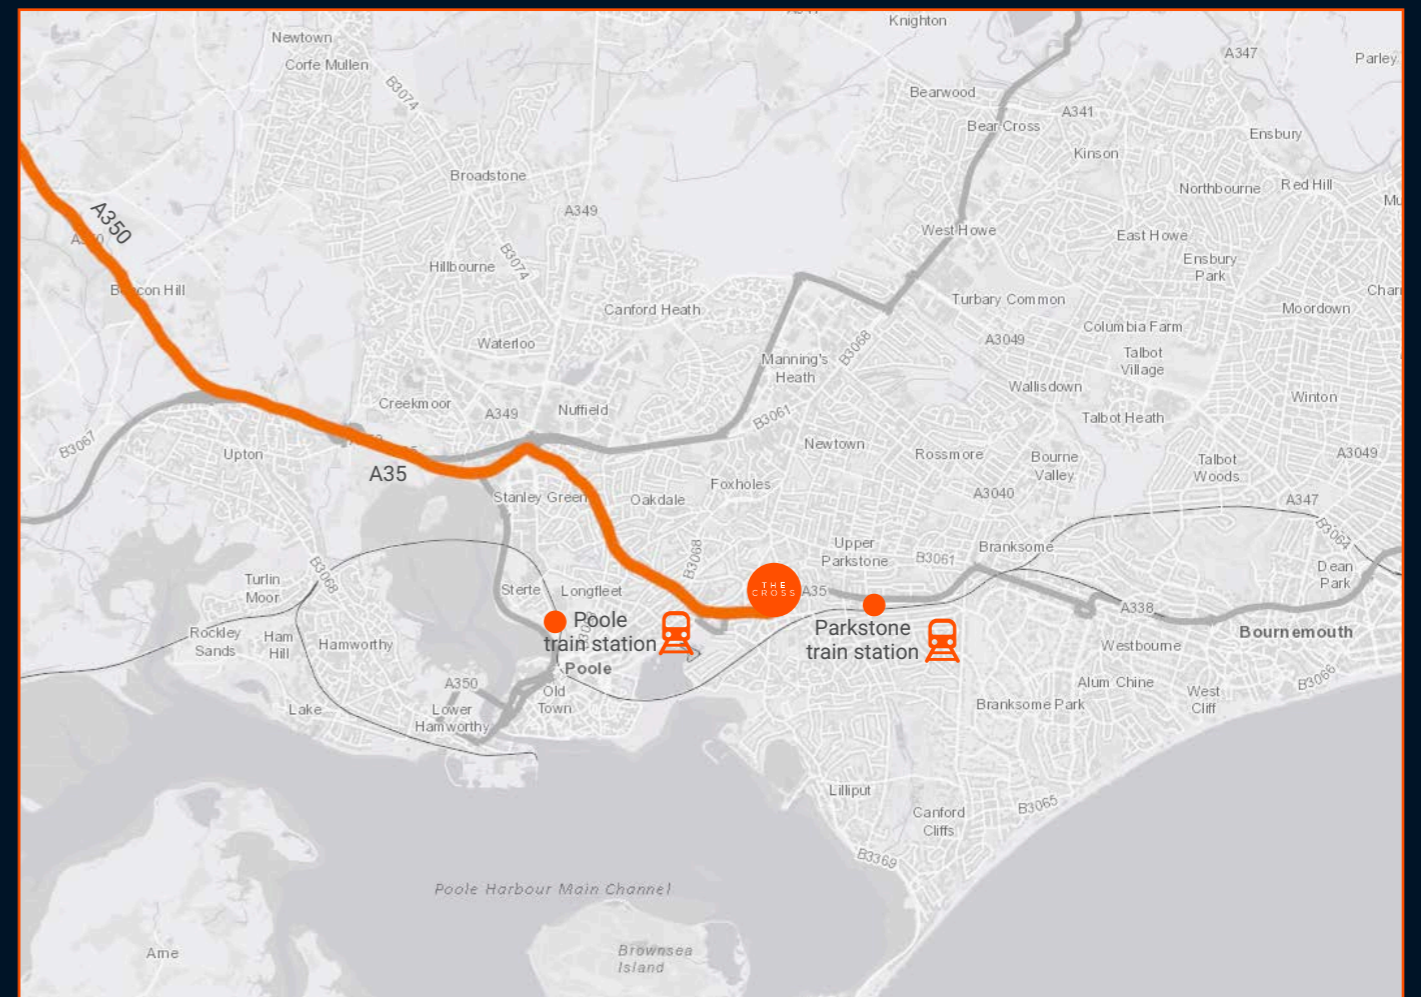 Knighton
Newtown
Corfe Mullen
A347
Parley
B3074
Bearwood
A341
Bear Cross
Ensbury
Kinson
Broadstone
Northbourne
Red Hill
A349
A350
West Howe
East Howe
B3074
Hillbourne
Ensbury
Park
Beacon Hill
Canford Heath
Turbary Common
Moordown
Columbia Farm
Waterloo
B3068
A3049
Manning's
Heath
Talbot
Village
Wallisdown
Winton
Creekmoor
A349
Nuffield
B3061
Talbot Heath
B3067
Newtown
Upton
Rossmore
Bourne
Valley
Talbot
Woods
A3049
A35
Stanley Green
Oakdale
Foxholes
A3040
A347
B3064
Upper
Parkstone
B3061
Branksome
B3068
Dean
Park
Turlin
Moor
B3068
Sterte
Longfleet
THE
CROSS
A35
A338
Poole
train station
Parkstone
train station
Bournemouth
Rockley
Sands
Ham
Hill
Hamworthy
Westbourne
Poole
B3066
A350
Old
Town
Alum Chine
West
Cliff
Lake
Lower
Hamworthy
Branksome Park
Lilliput
B3065
Canford
Cliffs
B3369
Poole Harbour Main Channel
Arne
Brownsea
Island